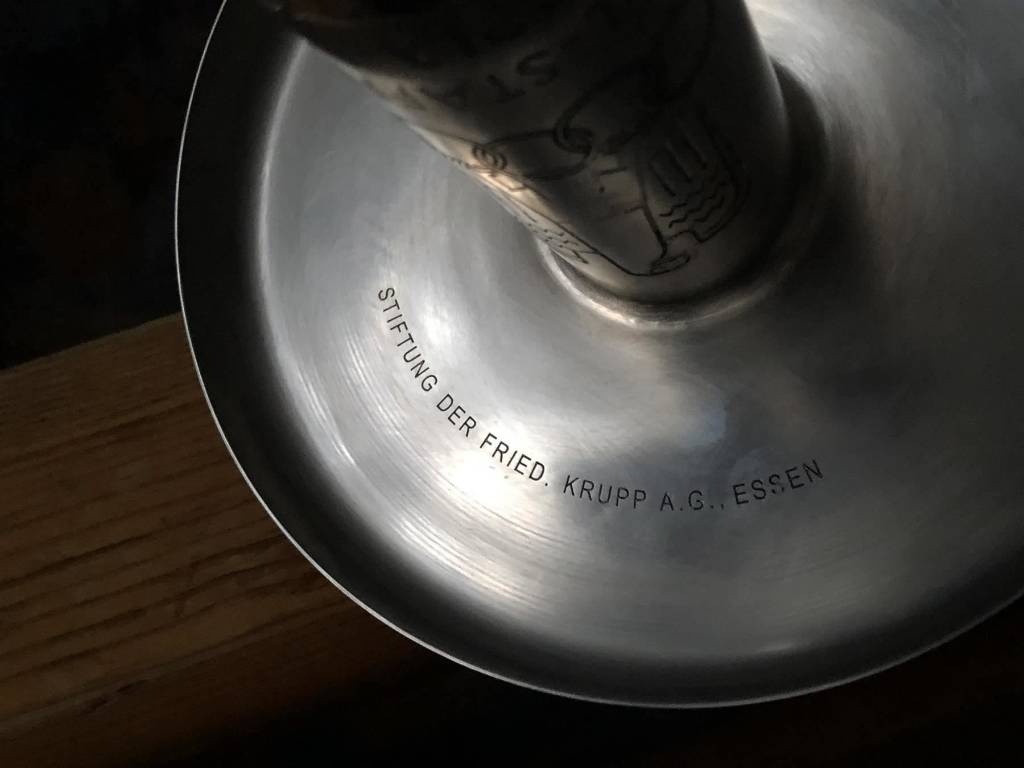 STIFTUNG DER FRIED. KRUPP A.G., ESSEN